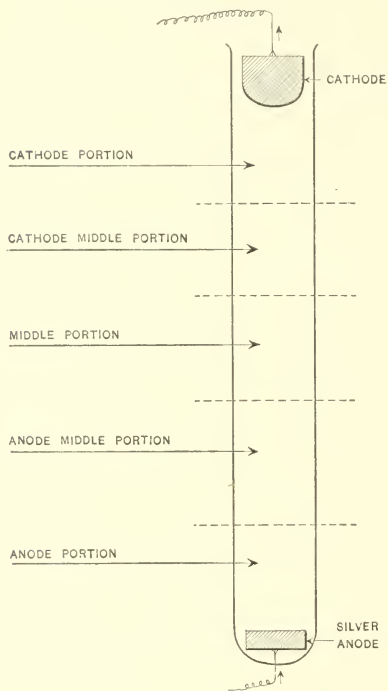 CATHODE
CATHODE PORTION
CATHODE MIDDLE PORTION
MIDDLE PORTION
ANODE MIDDLE PORTION
ANODE PORTION
SILVER
ANODE